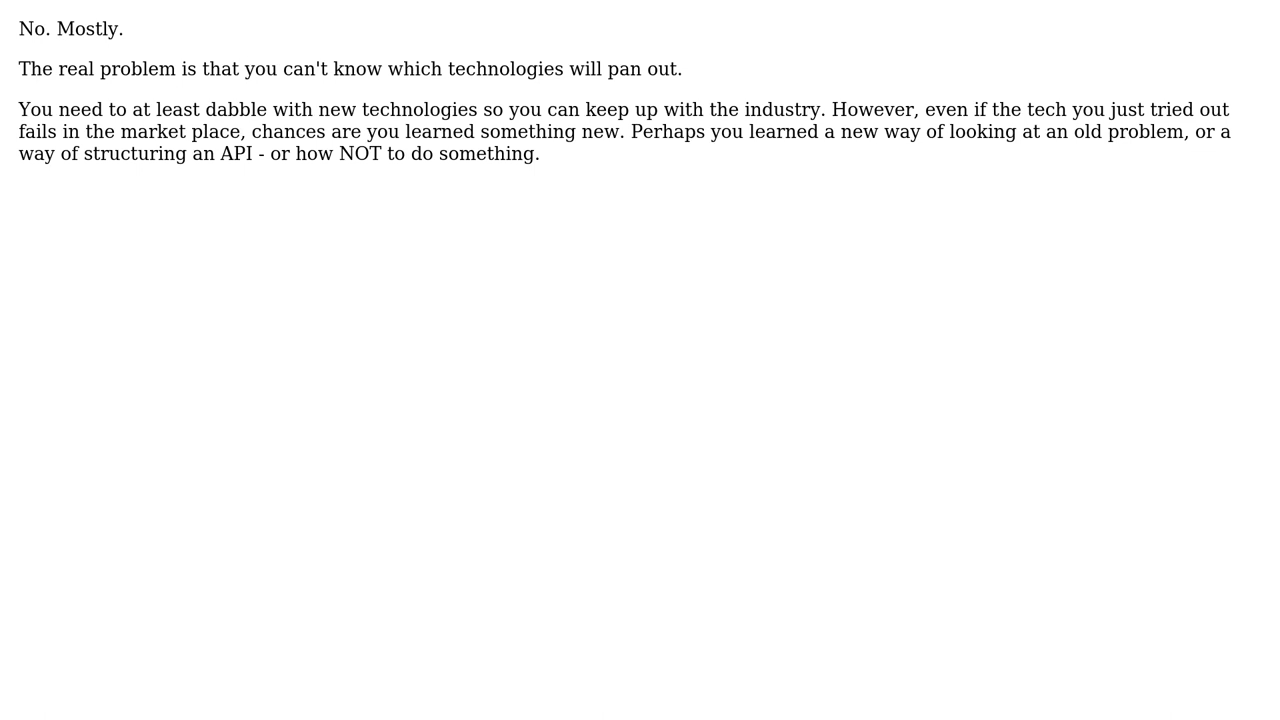 No. Mostly.
The real problem is that you can't know which technologies will pan out.
You need to at least dabble with new technologies so you can keep up with the industry. However, even if the tech you just tried out
fails in the market place, chances are you learned something new. Perhaps you learned a new way of looking at an old problem, or a
way of structuring an API - or how NOT to do something.